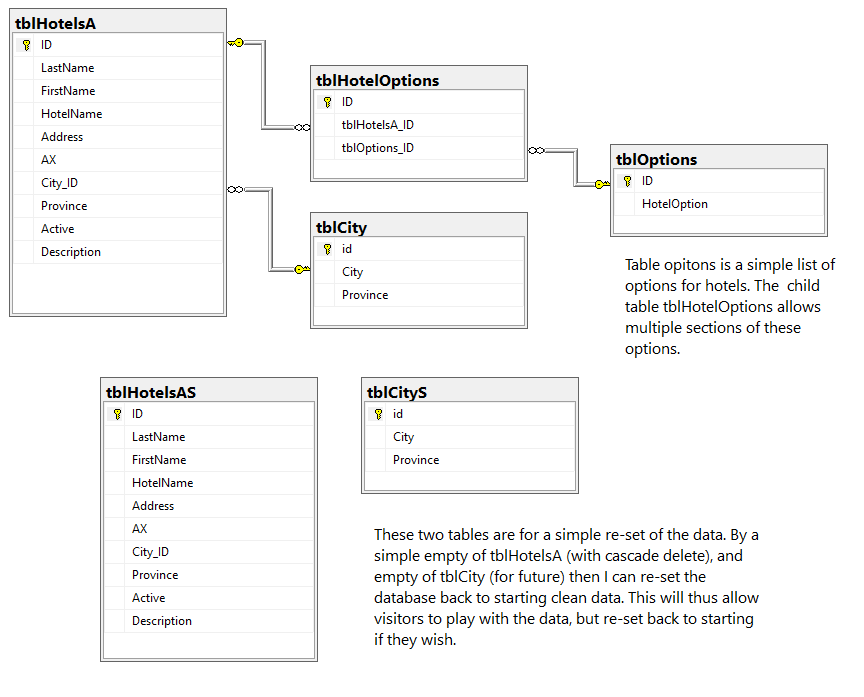 tblHotelsA
ID
LastName
FirstName
HotelName
Address
AX
City_ID
Province
Active
Description
tblHotelOptions
ID
tblHotelsA_ID
tblOptions_ID
tblOptions
ID
HotelOption
tblCity
id
City
Province
Table opitons is a simple list of
options for hotels. The  child
table tblHotelOptions allows
multiple sections of these
options.
tblHotelsAS
ID
LastName
FirstName
HotelName
Address
AX
City_ID
Province
Active
Description
tblCityS
id
City
Province
These two tables are for a simple re-set of the data. By a
simple empty of tblHotelsA (with cascade delete), and
empty of tblCity (for future) then I can re-set the
database back to starting clean data. This will thus allow
visitors to play with the data, but re-set back to starting
if they wish.